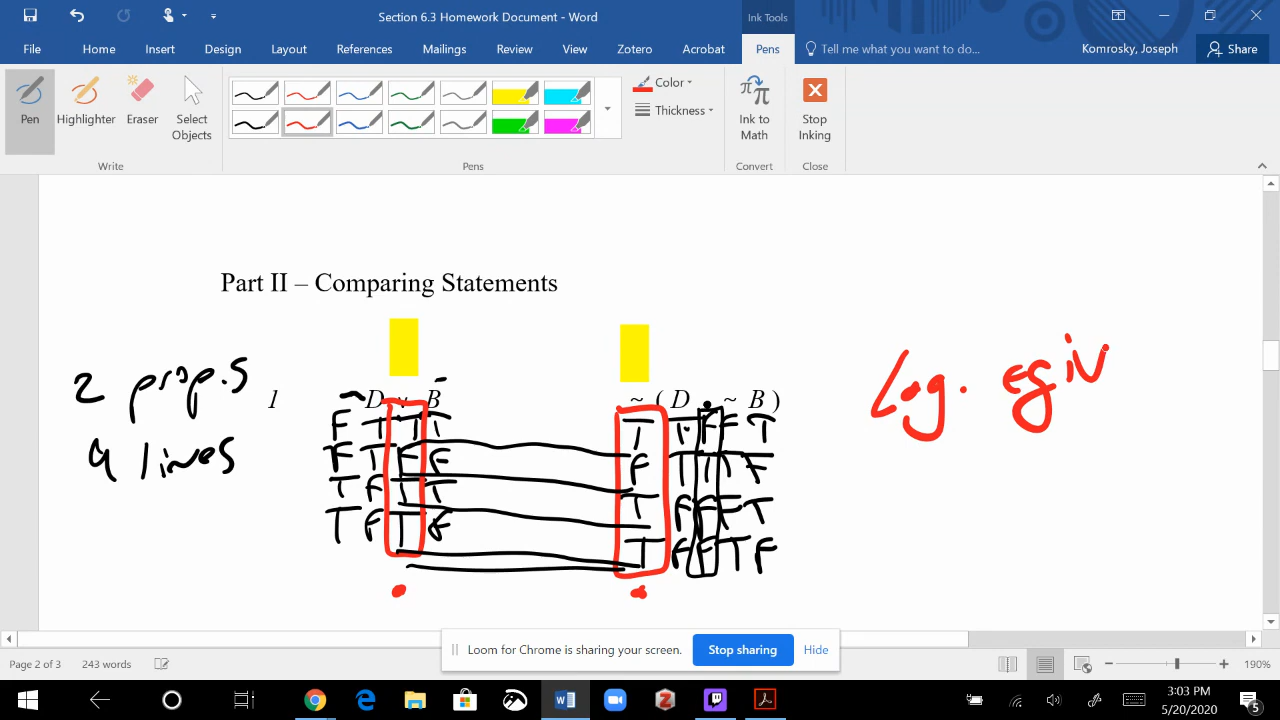 Section 6.3 Homework Document - Word
Ink Tools
File Home Insert Design Layout References Mailings Review View Zotero Acrobat Pens Tell me what you want to do... Komrosky, Joseph Share
Pen Highlighter Eraser Select Objects Color Thickness Ink to Math Stop Inking
Write Pens Convert Close
Part II – Comparing Statements
2 prop.s
4 lines
1 ~ D v B ~ ( D • ~ B )
F T T T T T F F T
F T F F F T T T F
T F T T T F F F T
T F T F T F F T F
Log. eqiv
Loom for Chrome is sharing your screen. Stop sharing Hide
Page 2 of 3 243 words 190%
3:03 PM
5/20/2020
5